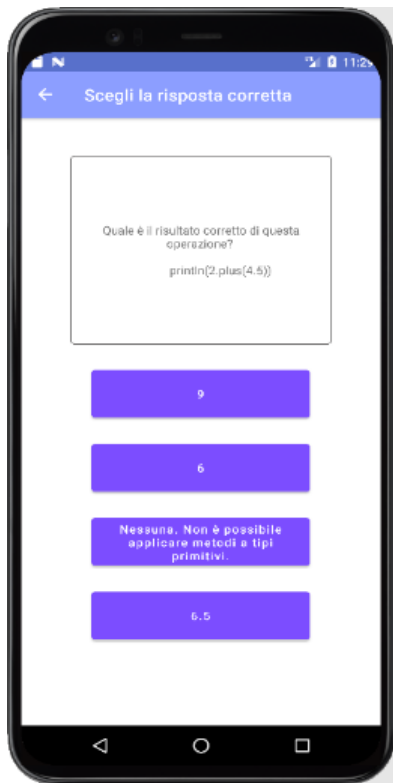 11:29
Scegli la risposta corretta
Quale è il risultato corretto di questa
operazione?
println(2.plus(4.5))
9
6
Nessuna. Non è possibile
applicare metodi a tipi
primitivi.
6.5